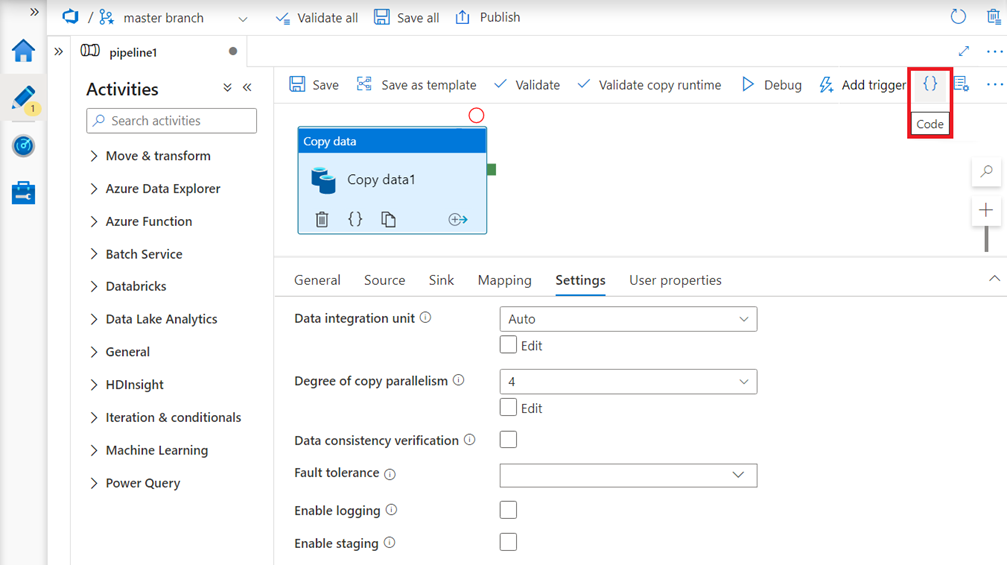 / master branch Validate all Save all Publish
pipeline1
1
Activities
Search activities
Move & transform
Azure Data Explorer
Azure Function
Batch Service
Databricks
Data Lake Analytics
General
HDInsight
Iteration & conditionals
Machine Learning
Power Query
Save Save as template Validate Validate copy runtime Debug Add trigger {}
Code
Copy data
Copy data1
{}
General Source Sink Mapping Settings User properties
Data integration unit Auto
Edit
Degree of copy parallelism 4
Edit
Data consistency verification
Fault tolerance
Enable logging
Enable staging